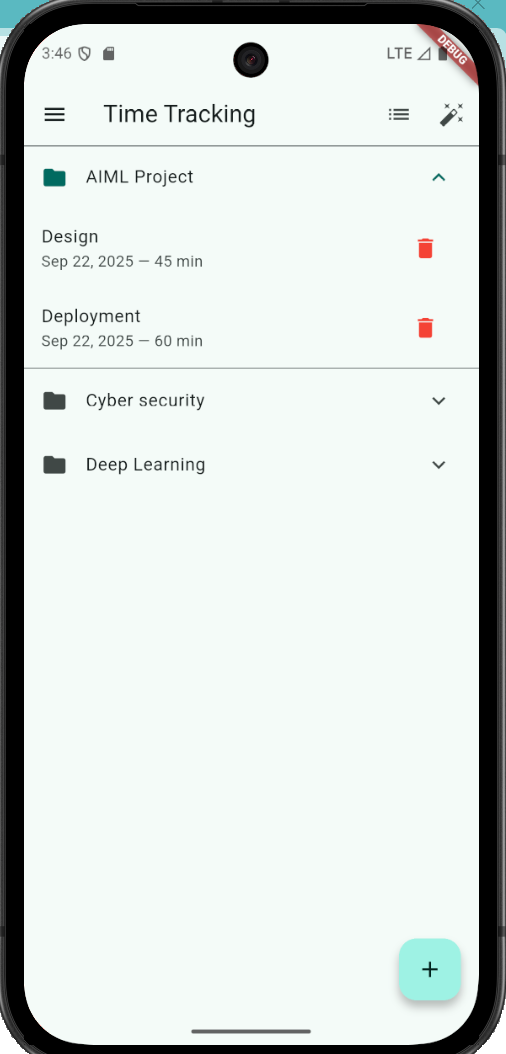 3:46
LTE
DEBUG
Time Tracking
AIML Project
Design
Sep 22, 2025 — 45 min
Deployment
Sep 22, 2025 — 60 min
Cyber security
Deep Learning
+